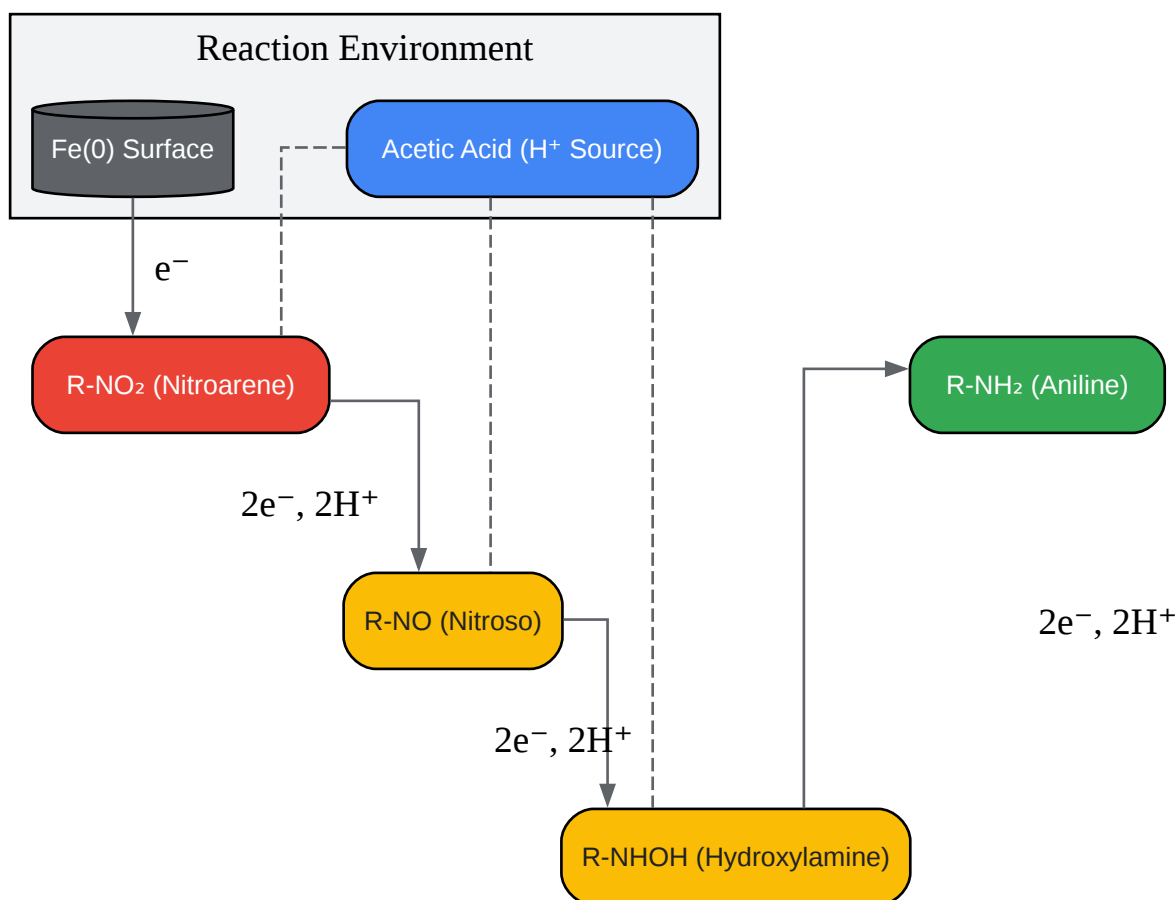 Reaction Environment
Fe(0) Surface
Acetic Acid (H⁺ Source)
e⁻
R-NO₂ (Nitroarene)
R-NH₂ (Aniline)
2e⁻, 2H⁺
R-NO (Nitroso)
2e⁻, 2H⁺
2e⁻, 2H⁺
R-NHOH (Hydroxylamine)